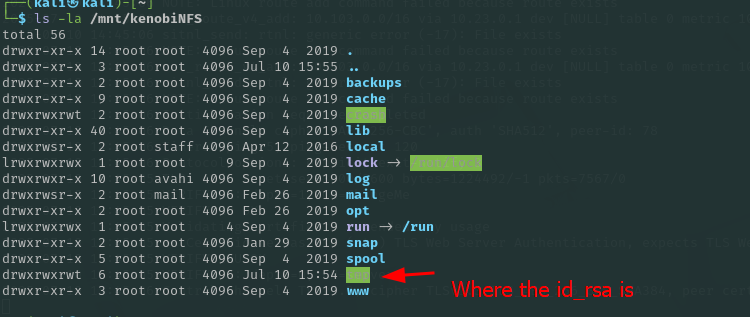 (kali㉿kali)-[~]
$ ls -la /mnt/kenobiNFS
total 56
drwxr-xr-x 14 root root 4096 Sep 4 2019 .
drwxr-xr-x 3 root root 4096 Jul 10 15:55 ..
drwxr-xr-x 2 root root 4096 Sep 4 2019 backups
drwxr-xr-x 9 root root 4096 Sep 4 2019 cache
drwxrwxrwt 2 root root 4096 Sep 4 2019 crash
drwxr-xr-x 40 root root 4096 Sep 4 2019 lib
drwxrwsr-x 2 root staff 4096 Apr 12 2016 local
lrwxrwxrwx 1 root root 9 Sep 4 2019 lock -> /run/lock
drwxrwxr-x 10 root avahi 4096 Sep 4 2019 log
drwxrwsr-x 2 root mail 4096 Feb 26 2019 mail
drwxr-xr-x 2 root root 4096 Feb 26 2019 opt
lrwxrwxrwx 1 root root 4 Sep 4 2019 run -> /run
drwxr-xr-x 2 root root 4096 Jan 29 2019 snap
drwxr-xr-x 5 root root 4096 Sep 4 2019 spool
drwxrwxrwt 6 root root 4096 Jul 10 15:54 tmp
drwxr-xr-x 3 root root 4096 Sep 4 2019 www
Where the id_rsa is